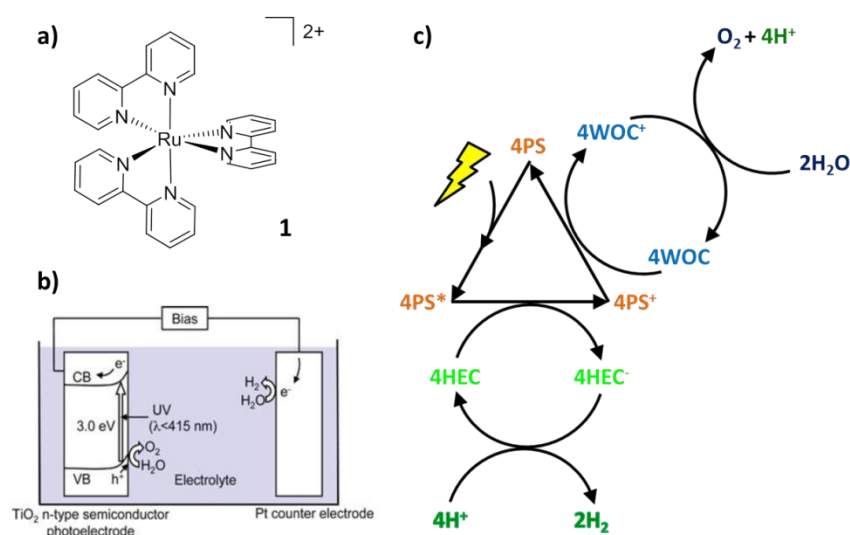 a)
2+
N
N
N
Ru
N
N
N
1
b)
Bias
CB
e⁻
3.0 eV
UV
(λ<415 nm)
O₂
H₂O
VB
h⁺
H₂
H₂O
e⁻
Electrolyte
TiO₂ n-type semiconductor
photoelectrode
Pt counter electrode
c)
O₂ + 4H⁺
4WOC⁺
4PS
2H₂O
4WOC
4PS*
4PS⁺
4HEC
4HEC⁻
4H⁺
2H₂